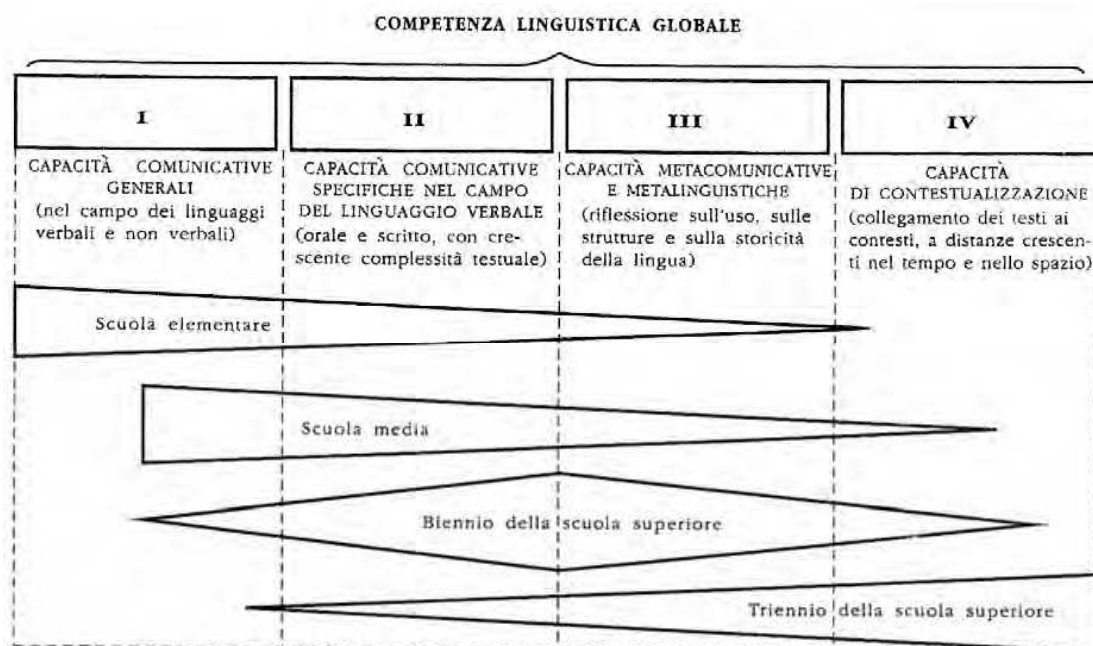 COMPETENZA LINGUISTICA GLOBALE
I
II
III
IV
CAPACITÀ COMUNICATIVE
GENERALI
(nel campo dei linguaggi
verbali e non verbali)
CAPACITÀ COMUNICATIVE
SPECIFICHE NEL CAMPO
DEL LINGUAGGIO VERBALE
(orale e scritto, con cre-
scente complessità testuale)
CAPACITÀ METACOMUNICATIVE
E METALINGUISTICHE
(riflessione sull'uso, sulle
strutture e sulla storicità
della lingua)
CAPACITÀ
DI CONTESTUALIZZAZIONE
(collegamento dei testi ai
contesti, a distanze crescen-
ti nel tempo e nello spazio)
Scuola elementare
Scuola media
Biennio della scuola superiore
Triennio della scuola superiore